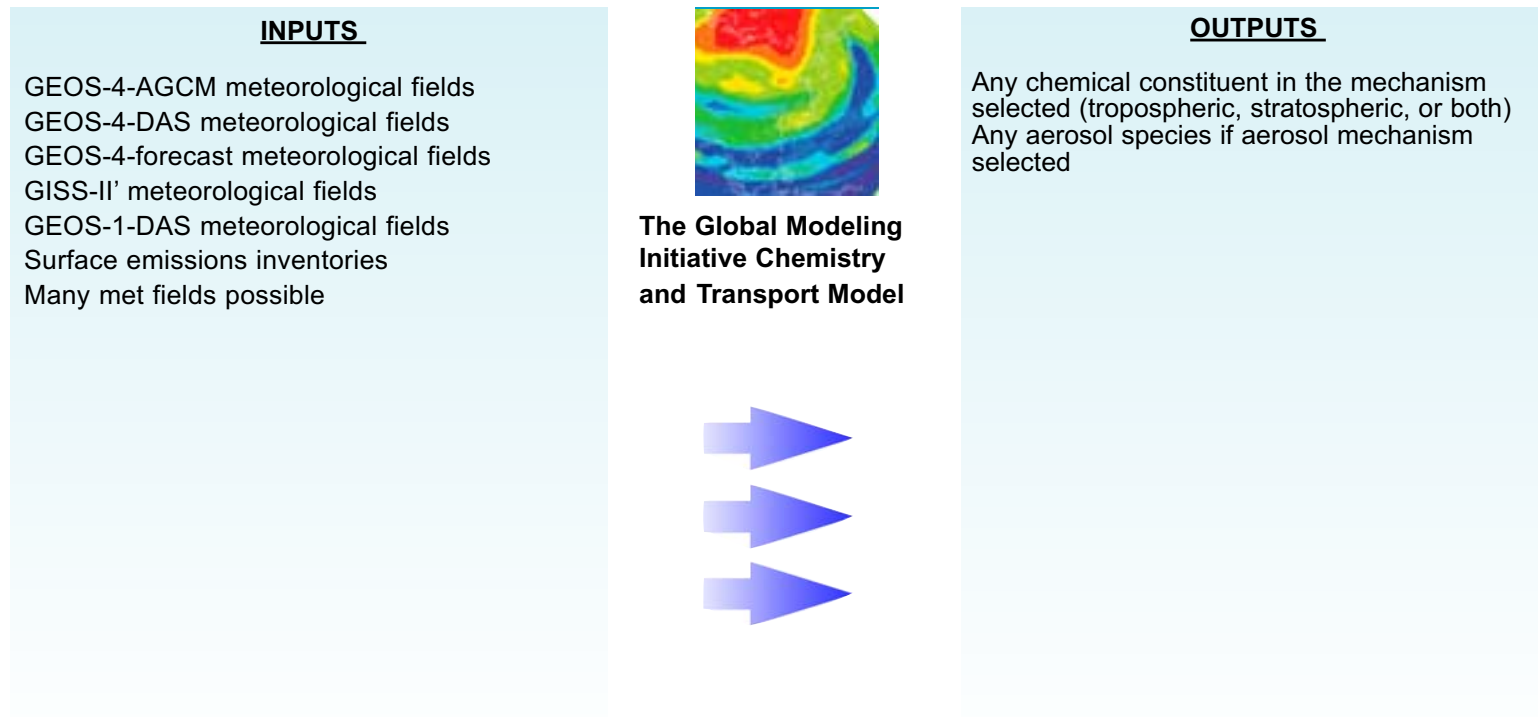 INPUTS
GEOS-4-AGCM meteorological fields
GEOS-4-DAS meteorological fields
GEOS-4-forecast meteorological fields
GISS-II’ meteorological fields
GEOS-1-DAS meteorological fields
Surface emissions inventories
Many met fields possible
The Global Modeling
Initiative Chemistry
and Transport Model
OUTPUTS
Any chemical constituent in the mechanism
selected (tropospheric, stratospheric, or both)
Any aerosol species if aerosol mechanism
selected